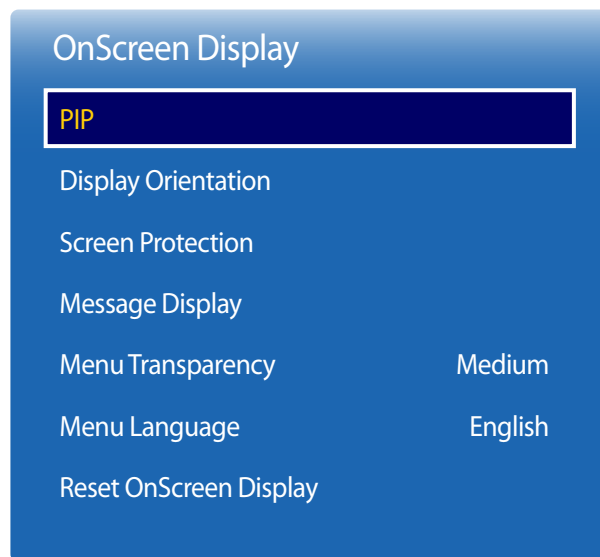 OnScreen Display
PIP
Display Orientation
Screen Protection
Message Display
Menu Transparency Medium
Menu Language English
Reset OnScreen Display